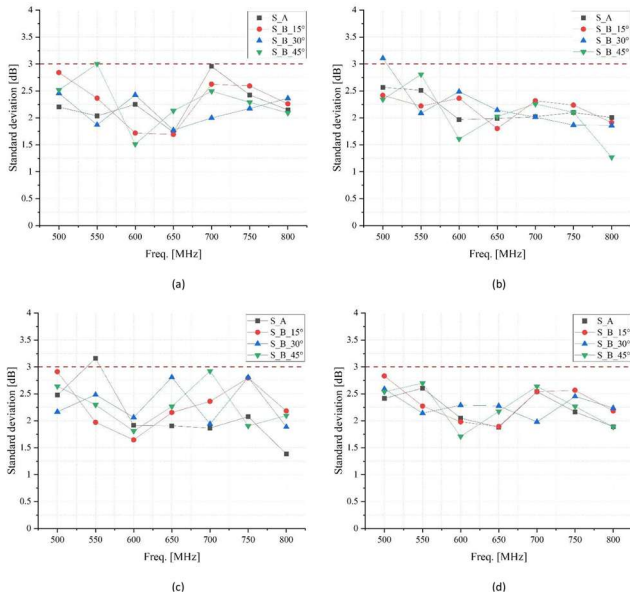 4
3.5
3
2.5
2
1.5
1
0.5
0
Standard deviation [dB]
S_A
S_B_15°
S_B_30°
S_B_45°
500 550 600 650 700 750 800
Freq. [MHz]
(a)
4
3.5
3
2.5
2
1.5
1
0.5
0
Standard deviation [dB]
S_A
S_B_15°
S_B_30°
S_B_45°
500 550 600 650 700 750 800
Freq. [MHz]
(b)
4
3.5
3
2.5
2
1.5
1
0.5
0
Standard deviation [dB]
S_A
S_B_15°
S_B_30°
S_B_45°
500 550 600 650 700 750 800
Freq. [MHz]
(c)
4
3.5
3
2.5
2
1.5
1
0.5
0
Standard deviation [dB]
S_A
S_B_15°
S_B_30°
S_B_45°
500 550 600 650 700 750 800
Freq. [MHz]
(d)